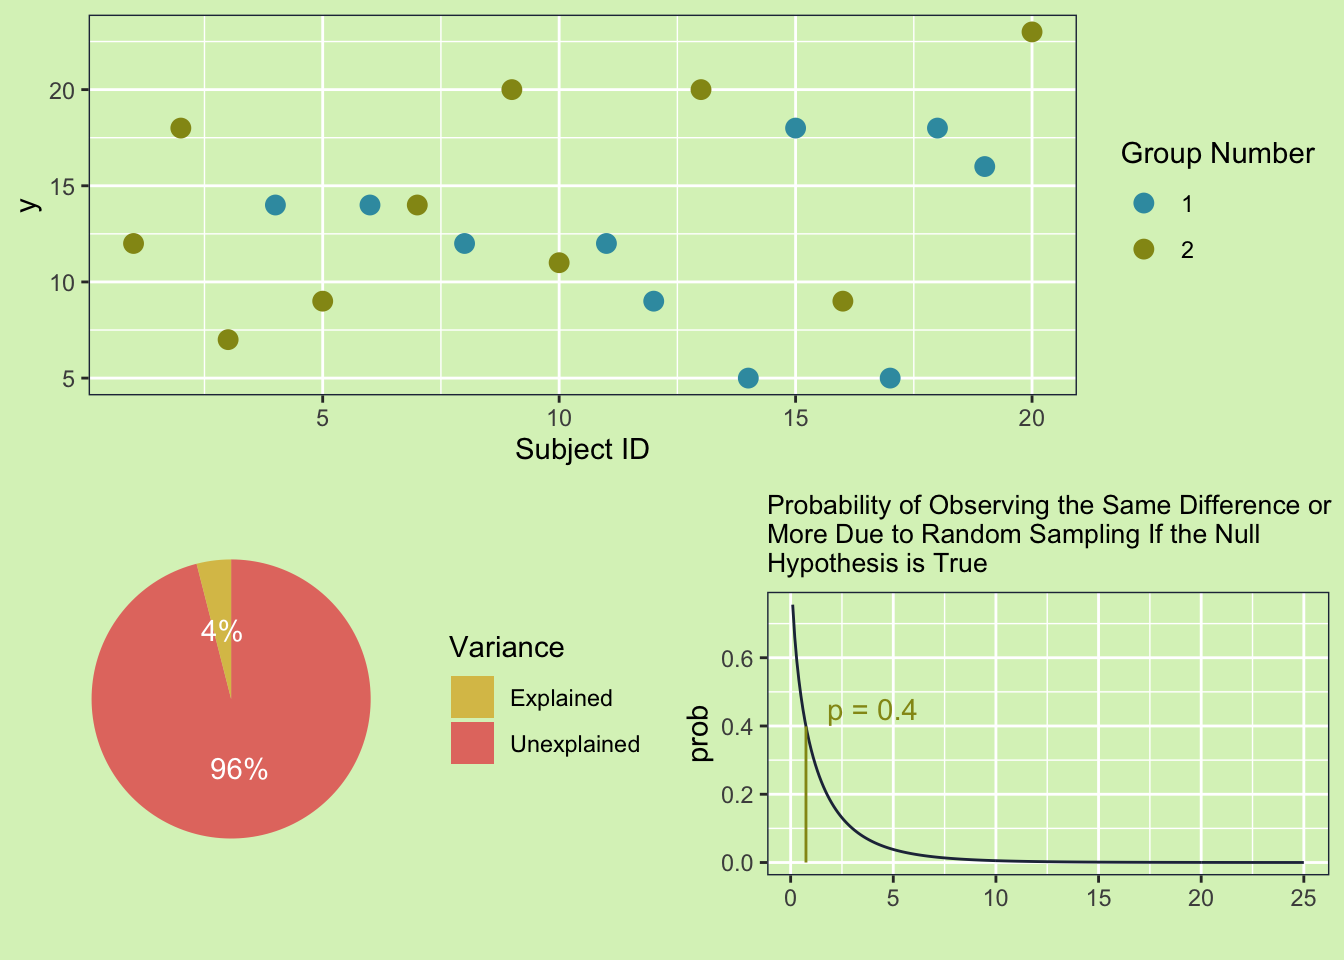 20
15
10
5
y
5 10 15 20
Subject ID
Group Number
1
2
4%
96%
Variance
Explained
Unexplained
Probability of Observing the Same Difference or
More Due to Random Sampling If the Null
Hypothesis is True
0.6
0.4
0.2
0.0
prob
p = 0.4
0 5 10 15 20 25